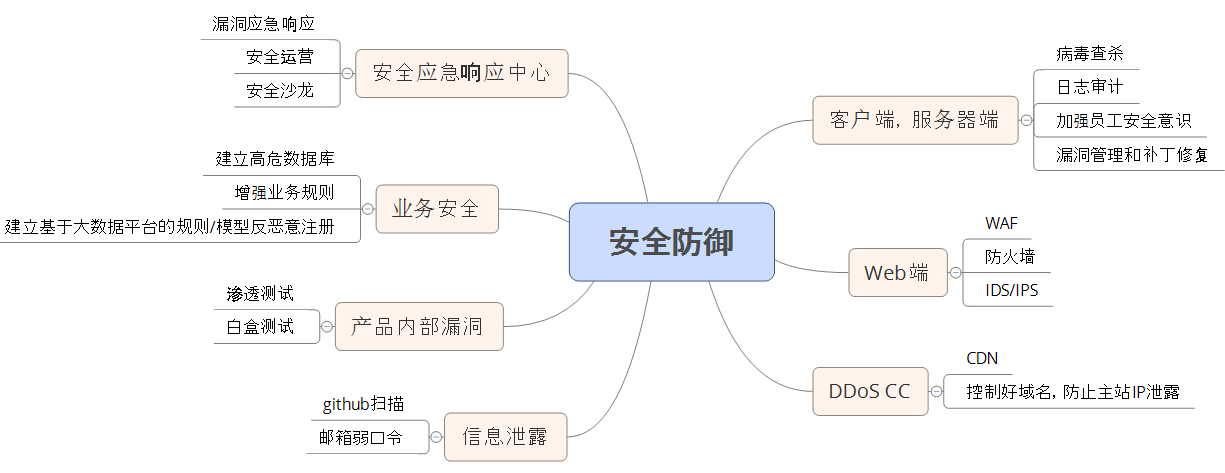 安全防御
安全应急响应中心
漏洞应急响应
安全运营
安全沙龙
业务安全
建立高危数据库
增强业务规则
建立基于大数据平台的规则/模型反恶意注册
产品内部漏洞
渗透测试
白盒测试
信息泄露
github扫描
邮箱弱口令
客户端，服务器端
病毒查杀
日志审计
加强员工安全意识
漏洞管理和补丁修复
Web端
WAF
防火墙
IDS/IPS
DDoS CC
CDN
控制好域名，防止主站IP泄露